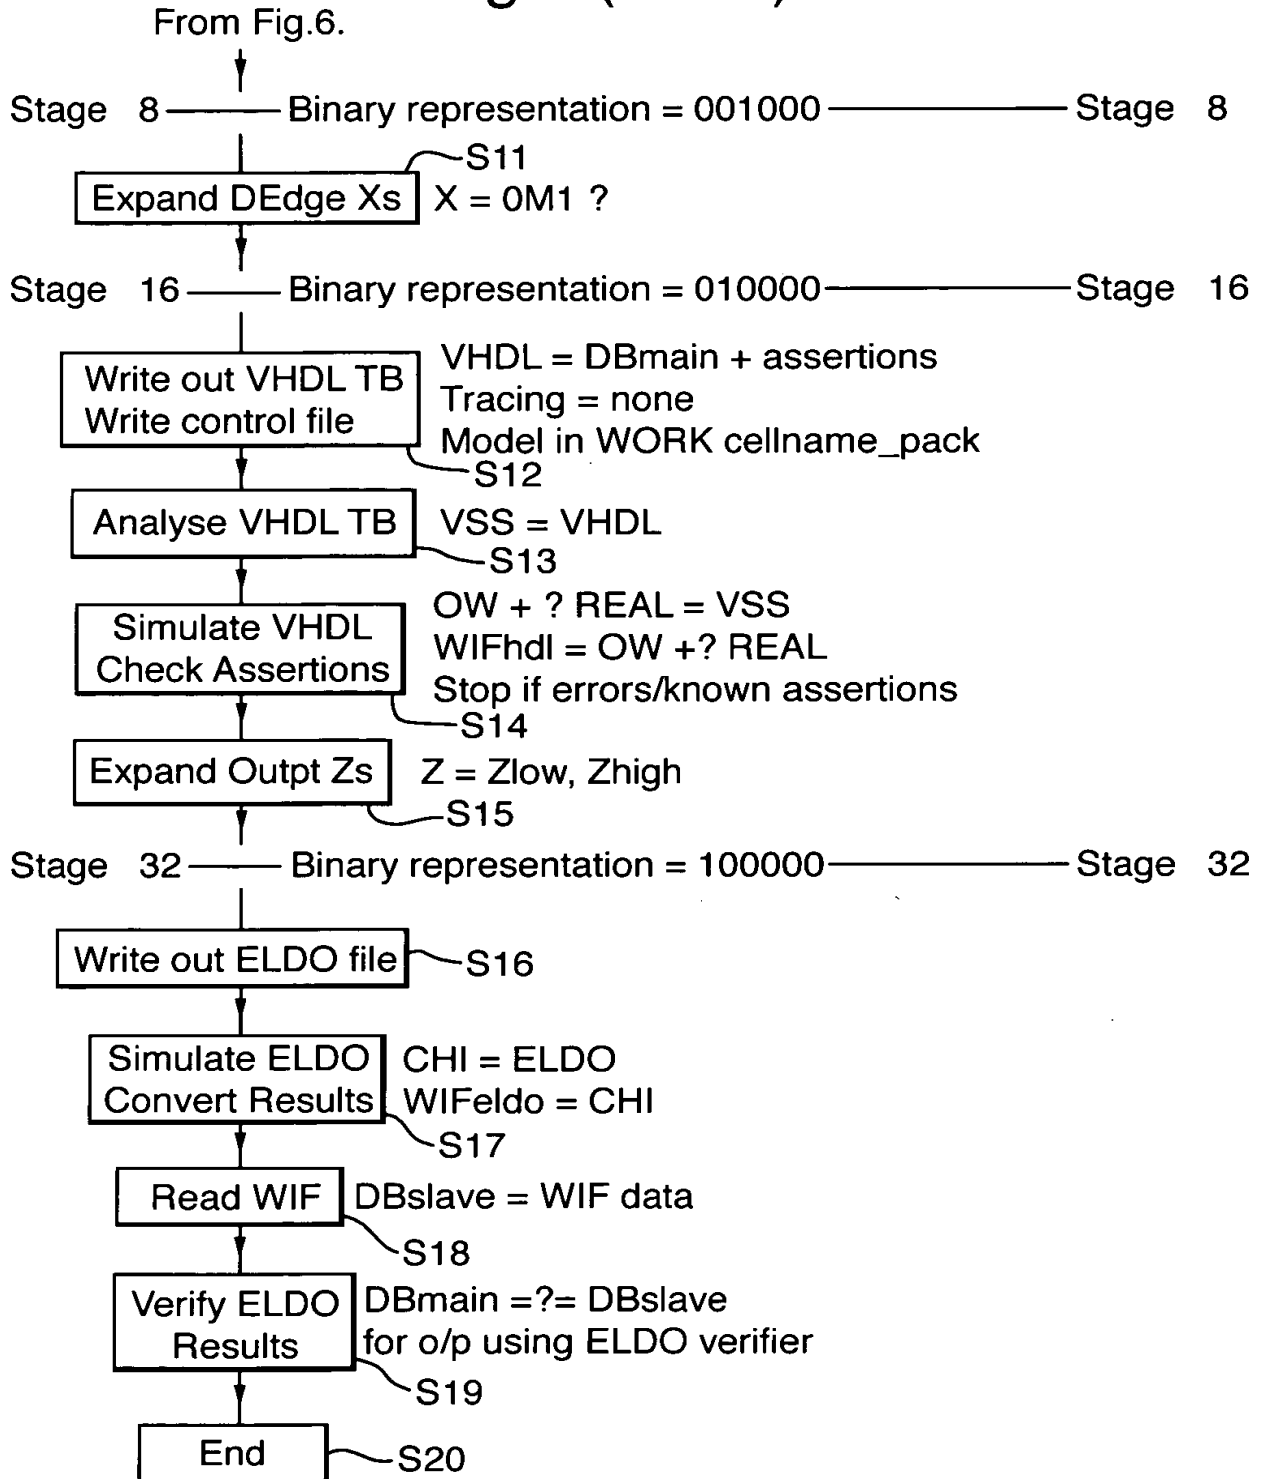 From Fig.6.
Stage 8 Binary representation = 001000 Stage 8
S11
Expand DEdge Xs X = 0M1 ?
Stage 16 Binary representation = 010000 Stage 16
Write out VHDL TB
Write control file
VHDL = DBmain + assertions
Tracing = none
Model in WORK cellname_pack
S12
Analyse VHDL TB VSS = VHDL
S13
Simulate VHDL
Check Assertions
OW + ? REAL = VSS
WIFhdl = OW +? REAL
Stop if errors/known assertions
S14
Expand Outpt Zs Z = Zlow, Zhigh
S15
Stage 32 Binary representation = 100000 Stage 32
Write out ELDO file S16
Simulate ELDO
Convert Results
CHI = ELDO
WIFeldo = CHI
S17
Read WIF DBslave = WIF data
S18
Verify ELDO
Results
DBmain =?= DBslave
for o/p using ELDO verifier
S19
End S20